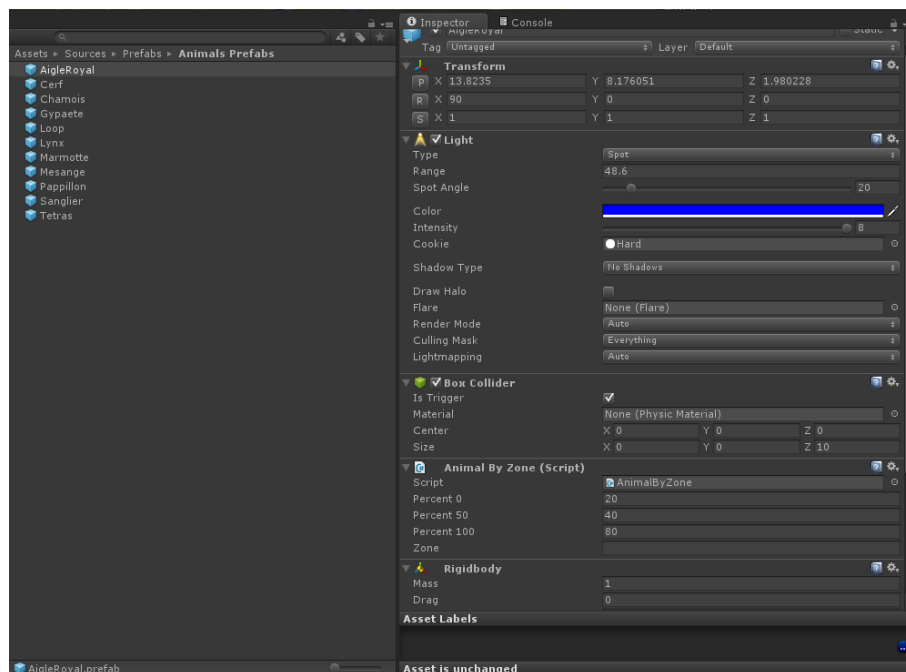 Inspector
Console
Assets ▸ Sources ▸ Prefabs ▸ Animals Prefabs
AigleRoyal
Cerf
Chamois
Gypaete
Loop
Lynx
Marmotte
Mesange
Pappillon
Sanglier
Tetras
AigleRoyal.prefab
AigleRoyal
Static
Tag Untagged Layer Default
Transform
P X 13.8235 Y 8.176051 Z 1.980228
R X 90 Y 0 Z 0
S X 1 Y 1 Z 1
Light
Type Spot
Range 48.6
Spot Angle 20
Color
Intensity 8
Cookie Hard
Shadow Type No Shadows
Draw Halo
Flare None (Flare)
Render Mode Auto
Culling Mask Everything
Lightmapping Auto
Box Collider
Is Trigger
Material None (Physic Material)
Center X 0 Y 0 Z 0
Size X 0 Y 0 Z 10
Animal By Zone (Script)
Script AnimalByZone
Percent 0 20
Percent 50 40
Percent 100 80
Zone
Rigidbody
Mass 1
Drag 0
Asset Labels
Asset is unchanged